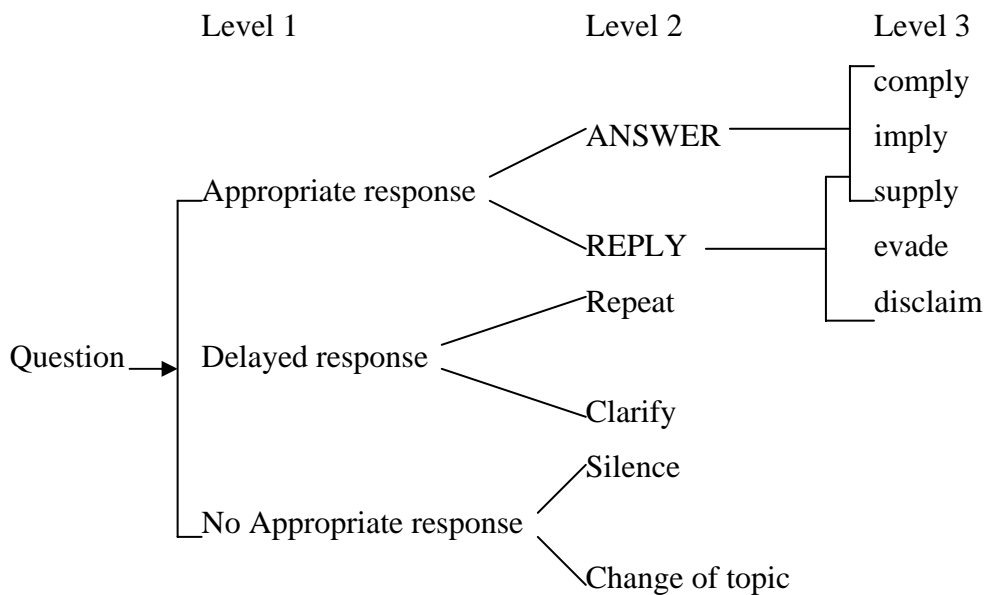 Level 1 Level 2 Level 3
comply
ANSWER imply
Appropriate response supply
REPLY evade
Repeat disclaim
Question Delayed response
Clarify
Silence
No Appropriate response
Change of topic